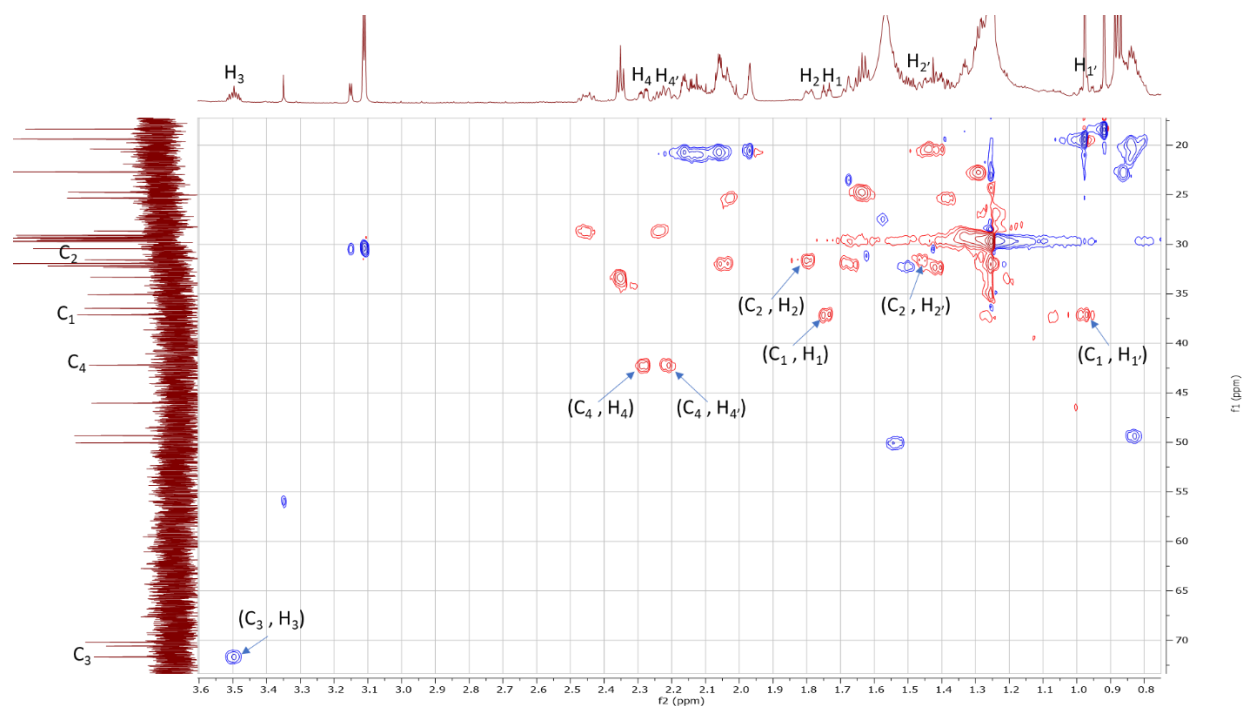 H3 H4 H4' H2 H1 H2' H1'
20
25
C2 30
(C2 , H2) (C2 , H2')
35
C1
(C1 , H1) (C1 , H1')
40
C4
(C4 , H4) (C4 , H4')
45
f1 (ppm)
50
55
60
65
(C3 , H3)
70
C3
3.6 3.5 3.4 3.3 3.2 3.1 3.0 2.9 2.8 2.7 2.6 2.5 2.4 2.3 2.2 2.1 2.0 1.9 1.8 1.7 1.6 1.5 1.4 1.3 1.2 1.1 1.0 0.9 0.8
f2 (ppm)